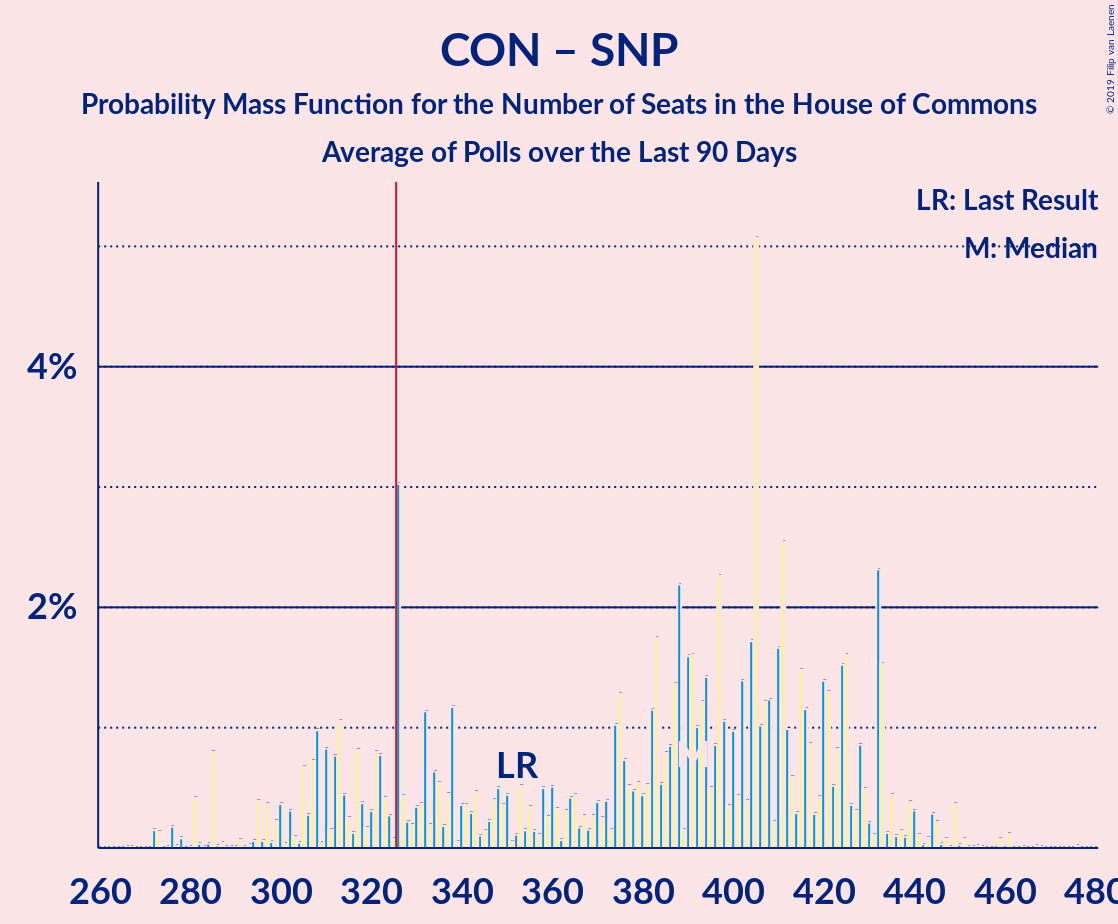 CON – SNP
Probability Mass Function for the Number of Seats in the House of Commons
Average of Polls over the Last 90 Days
© 2019 Filip van Laenen
LR: Last Result
M: Median
4%
2%
LR
M
260 280 300 320 340 360 380 400 420 440 460 480